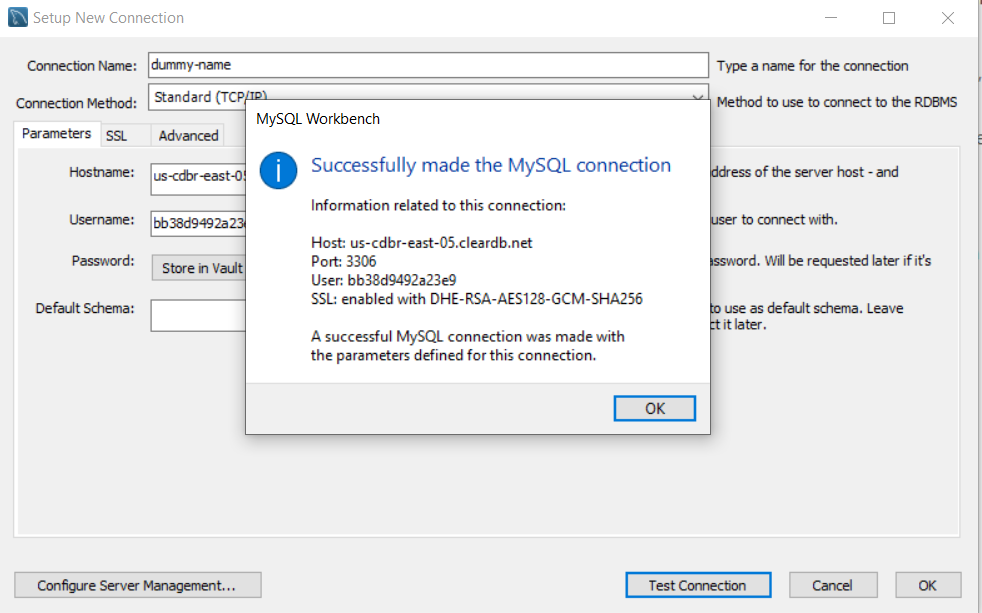 Setup New Connection
Connection Name: dummy-name Type a name for the connection
Connection Method: Standard (TCP/IP) Method to use to connect to the RDBMS
Parameters SSL Advanced
MySQL Workbench
Successfully made the MySQL connection
Information related to this connection:
Host: us-cdbr-east-05.cleardb.net
Port: 3306
User: bb38d9492a23e9
SSL: enabled with DHE-RSA-AES128-GCM-SHA256
A successful MySQL connection was made with
the parameters defined for this connection.
OK
Hostname: us-cdbr-east-05 ddress of the server host - and
Username: bb38d9492a23e user to connect with.
Password: Store in Vault assword. Will be requested later if it's
Default Schema: to use as default schema. Leave
ct it later.
Configure Server Management... Test Connection Cancel OK